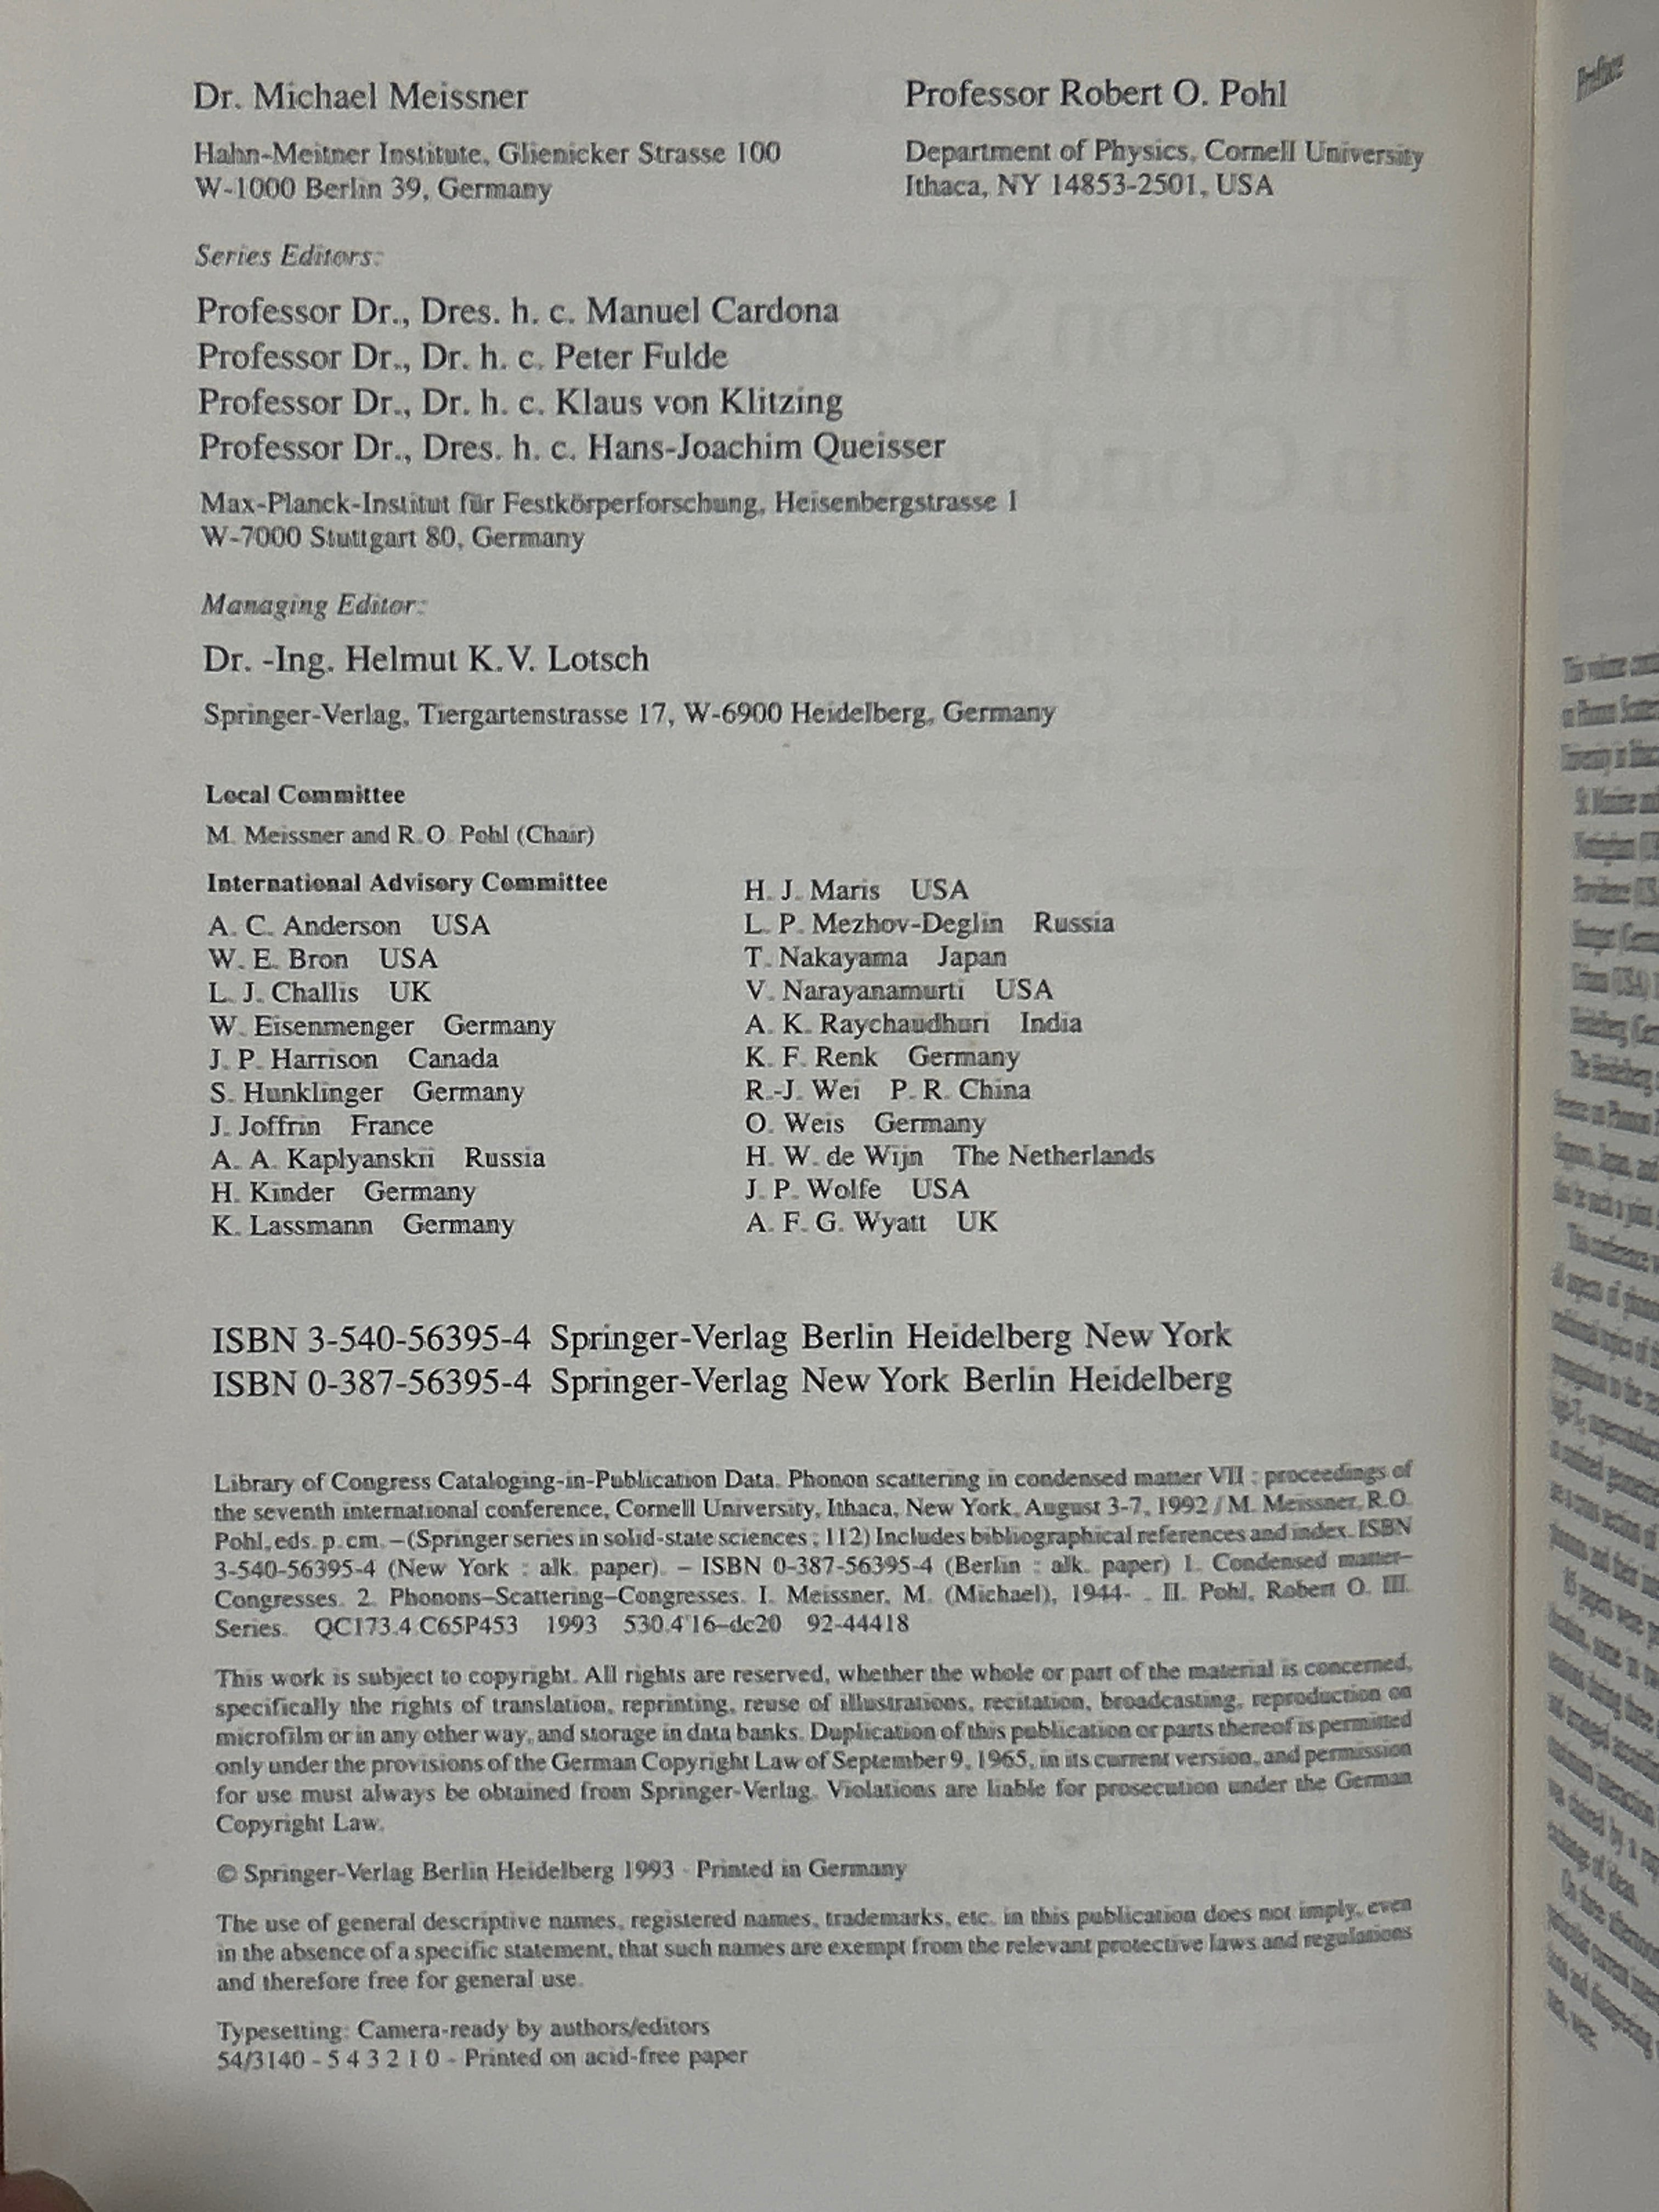 Dr. Michael Meissner
Hahn-Meitner Institute, Glienicker Strasse 100
W-1000 Berlin 39, Germany
Professor Robert O. Pohl
Department of Physics, Cornell University
Ithaca, NY 14853-2501, USA
Series Editors:
Professor Dr., Dres. h. c. Manuel Cardona
Professor Dr., Dr. h. c. Peter Fulde
Professor Dr., Dr. h. c. Klaus von Klitzing
Professor Dr., Dres. h. c. Hans-Joachim Queisser
Max-Planck-Institut für Festkörperforschung, Heisenbergstrasse 1
W-7000 Stuttgart 80, Germany
Managing Editor:
Dr. -Ing. Helmut K.V. Lotsch
Springer-Verlag, Tiergartenstrasse 17, W-6900 Heidelberg, Germany
Local Committee
M. Meissner and R.O. Pohl (Chair)
International Advisory Committee
A. C. Anderson USA
W. E. Bron USA
L. J. Challis UK
W. Eisenmenger Germany
J. P. Harrison Canada
S. Hunklinger Germany
J. Joffrin France
A. A. Kaplyanskii Russia
H. Kinder Germany
K. Lassmann Germany
H. J. Maris USA
L. P. Mezhov-Deglin Russia
T. Nakayama Japan
V. Narayanamurti USA
A. K. Raychaudhuri India
K. F. Renk Germany
R.-J. Wei P. R. China
O. Weis Germany
H. W. de Wijn The Netherlands
J. P. Wolfe USA
A. F. G. Wyatt UK
ISBN 3-540-56395-4 Springer-Verlag Berlin Heidelberg New York
ISBN 0-387-56395-4 Springer-Verlag New York Berlin Heidelberg
Library of Congress Cataloging-in-Publication Data. Phonon scattering in condensed matter VII : proceedings of
the seventh international conference, Cornell University, Ithaca, New York, August 3-7, 1992 / M. Meissner, R.O.
Pohl, eds. p. cm. – (Springer series in solid-state sciences ; 112) Includes bibliographical references and index. ISBN
3-540-56395-4 (New York : alk. paper). – ISBN 0-387-56395-4 (Berlin : alk. paper) 1. Condensed matter–
Congresses. 2. Phonons–Scattering–Congresses. I. Meissner, M. (Michael), 1944- . II. Pohl, Robert O. III.
Series. QC173.4.C65P453 1993 530.4'16–dc20 92-44418
This work is subject to copyright. All rights are reserved, whether the whole or part of the material is concerned,
specifically the rights of translation, reprinting, reuse of illustrations, recitation, broadcasting, reproduction on
microfilm or in any other way, and storage in data banks. Duplication of this publication or parts thereof is permitted
only under the provisions of the German Copyright Law of September 9, 1965, in its current version, and permission
for use must always be obtained from Springer-Verlag. Violations are liable for prosecution under the German
Copyright Law.
© Springer-Verlag Berlin Heidelberg 1993 · Printed in Germany
The use of general descriptive names, registered names, trademarks, etc. in this publication does not imply, even
in the absence of a specific statement, that such names are exempt from the relevant protective laws and regulations
and therefore free for general use.
Typesetting: Camera-ready by authors/editors
54/3140 - 5 4 3 2 1 0 - Printed on acid-free paper
Preface